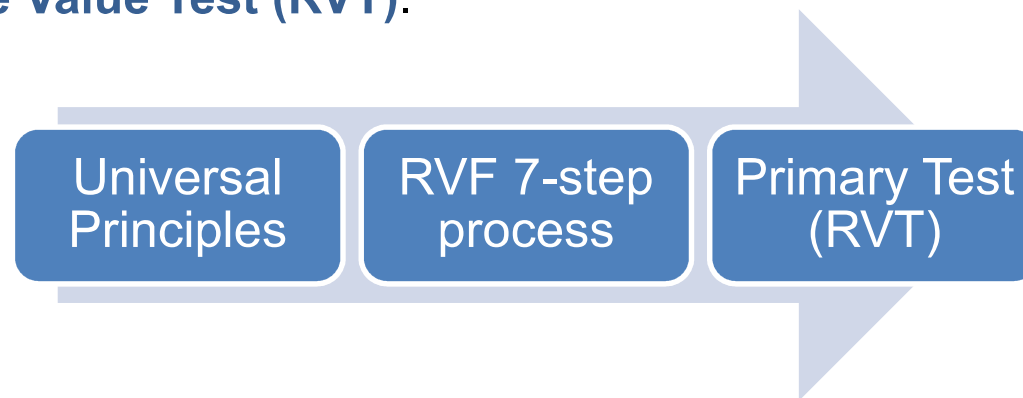 e Value Test (RVT).
Universal
Principles
RVF 7-step
process
Primary Test
(RVT)